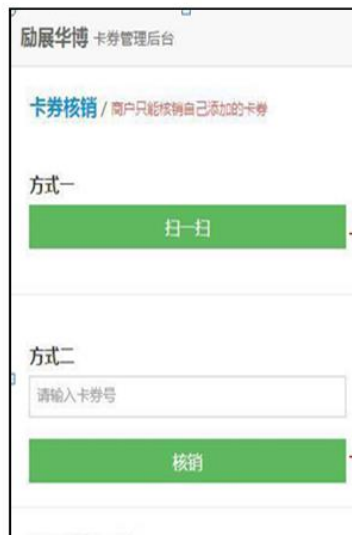 励展华博 卡券管理后台
卡券核销 / 商户只能核销自己添加的卡券
方式一
扫一扫
方式二
请输入卡券号
核销